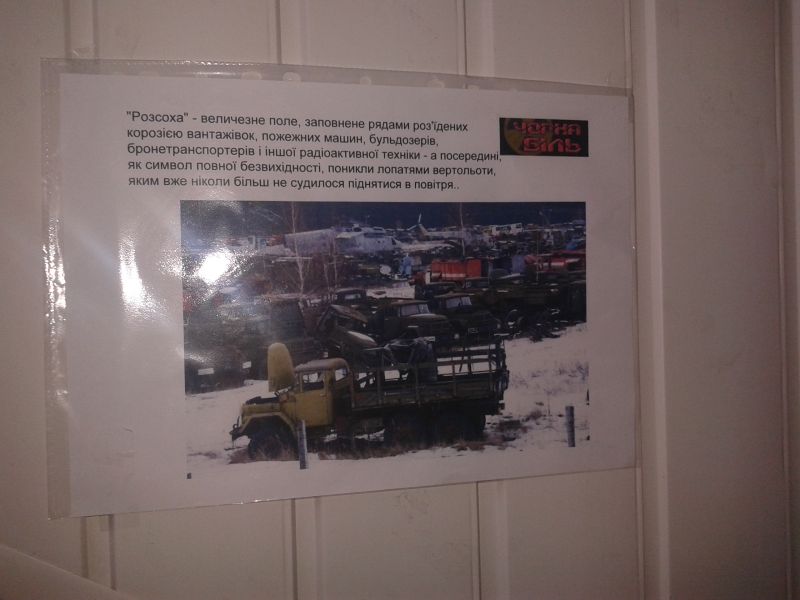 "Розсоха" - величезне поле, заповнене рядами роз'їдених
корозією вантажівок, пожежних машин, бульдозерів,
бронетранспортерів і іншої радіоактивної техніки - а посередині,
як символ повної безвихідності, поникли лопатами вертольоти,
яким вже ніколи більш не судилося піднятися в повітря..
ЧОРНА
БІЛЬ